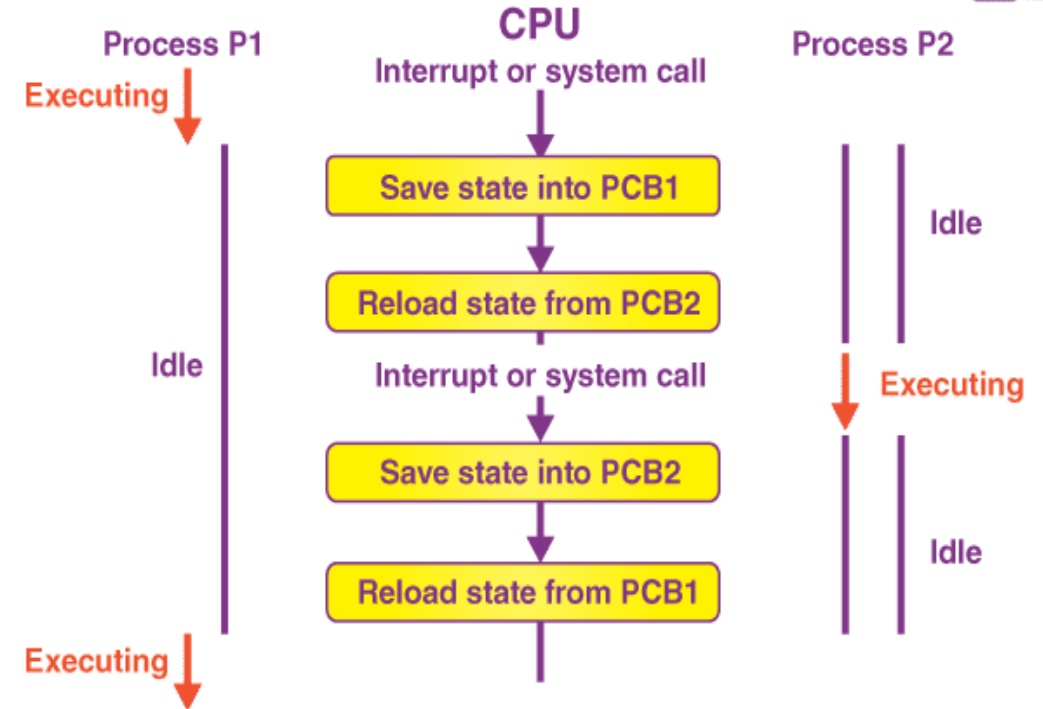 CPU
Process P1
Process P2
Interrupt or system call
Executing
Save state into PCB1
Idle
Reload state from PCB2
Idle
Interrupt or system call
Executing
Save state into PCB2
Idle
Reload state from PCB1
Executing